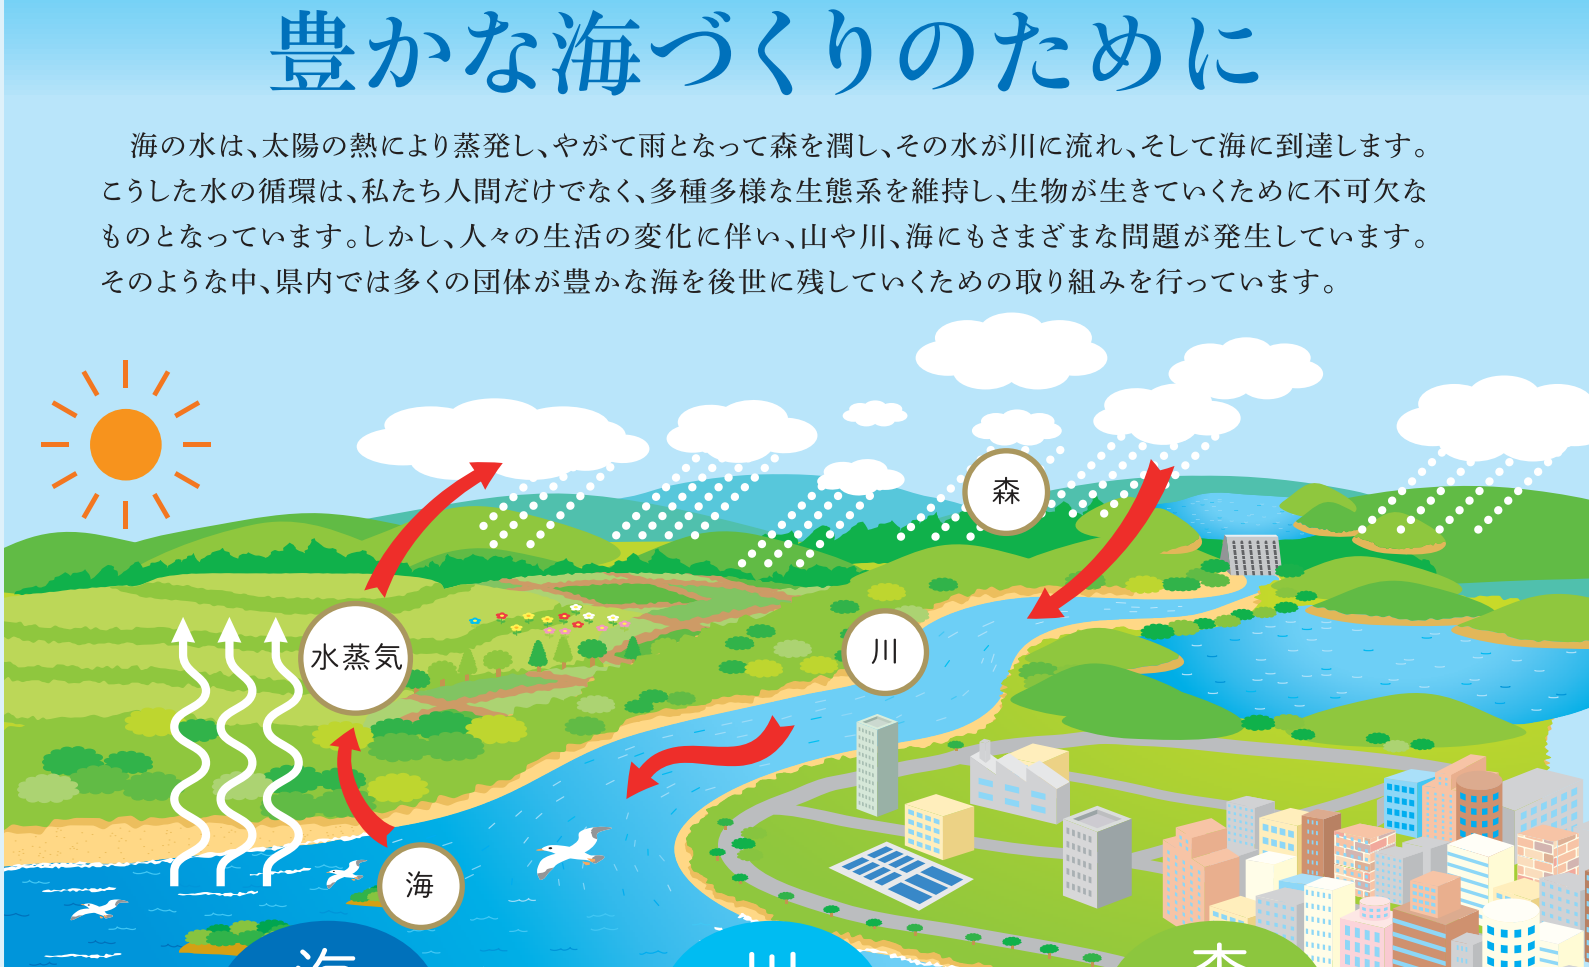 豊かな海づくりのために
海の水は、太陽の熱により蒸発し、やがて雨となって森を潤し、その水が川に流れ、そして海に到達します。
こうした水の循環は、私たち人間だけでなく、多種多様な生態系を維持し、生物が生きていくために不可欠な
ものとなっています。しかし、人々の生活の変化に伴い、山や川、海にもさまざまな問題が発生しています。
そのような中、県内では多くの団体が豊かな海を後世に残していくための取り組みを行っています。
森
川
水蒸気
海
海
川
森